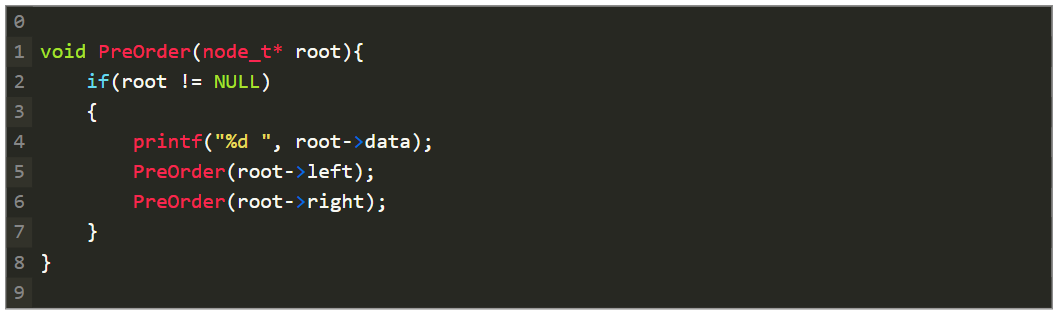 0
1 void PreOrder(node_t* root){
2     if(root != NULL)
3     {
4         printf("%d ", root->data);
5         PreOrder(root->left);
6         PreOrder(root->right);
7     }
8 }
9